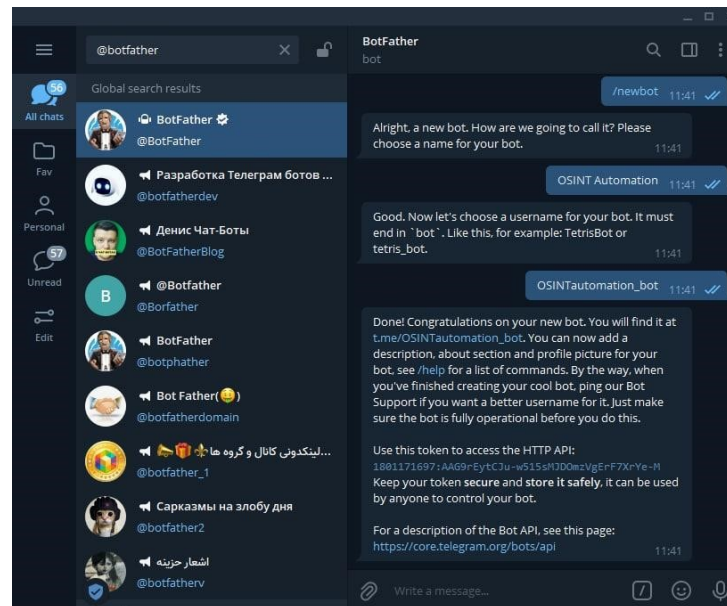 @botfather
Global search results
BotFather
@BotFather
Разработка Телеграм ботов ...
@botfatherdev
Денис Чат-Боты
@BotFatherBlog
B
@Botfather
@Borfather
BotFather
@botphather
Bot Father(
)
@botfatherdomain
لینکدونی کانال و گروه ها...
@botfather_1
Сарказмы на злобу дня
@botfather2
اشعار حزینه
@botfatherv
56
All chats
Fav
Personal
57
Unread
Edit
BotFather
bot
/newbot 11:41
Alright, a new bot. How are we going to call it? Please
choose a name for your bot.
11:41
OSINT Automation 11:41
Good. Now let's choose a username for your bot. It must
end in `bot`. Like this, for example: TetrisBot or
tetris_bot.
11:41
OSINTautomation_bot 11:41
Done! Congratulations on your new bot. You will find it at
t.me/OSINTautomation_bot. You can now add a
description, about section and profile picture for your
bot, see /help for a list of commands. By the way, when
you've finished creating your cool bot, ping our Bot
Support if you want a better username for it. Just make
sure the bot is fully operational before you do this.
Use this token to access the HTTP API:
1801171697:AAG9rEytCJu-w515sMJDOmzVgErF7XrYe-M
Keep your token secure and store it safely, it can be used
by anyone to control your bot.
For a description of the Bot API, see this page:
https://core.telegram.org/bots/api
11:41
Write a message...